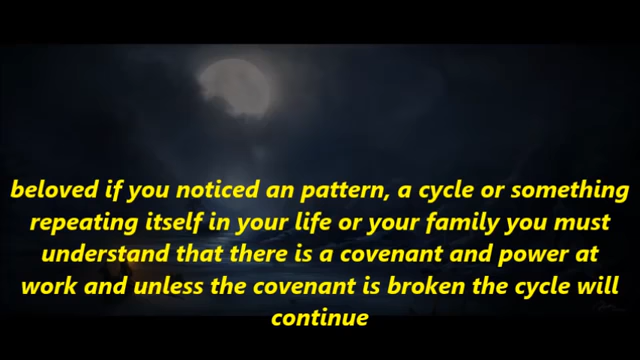 beloved if you noticed an pattern, a cycle or something
repeating itself in your life or your family you must
understand that there is a covenant and power at
work and unless the covenant is broken the cycle will
continue